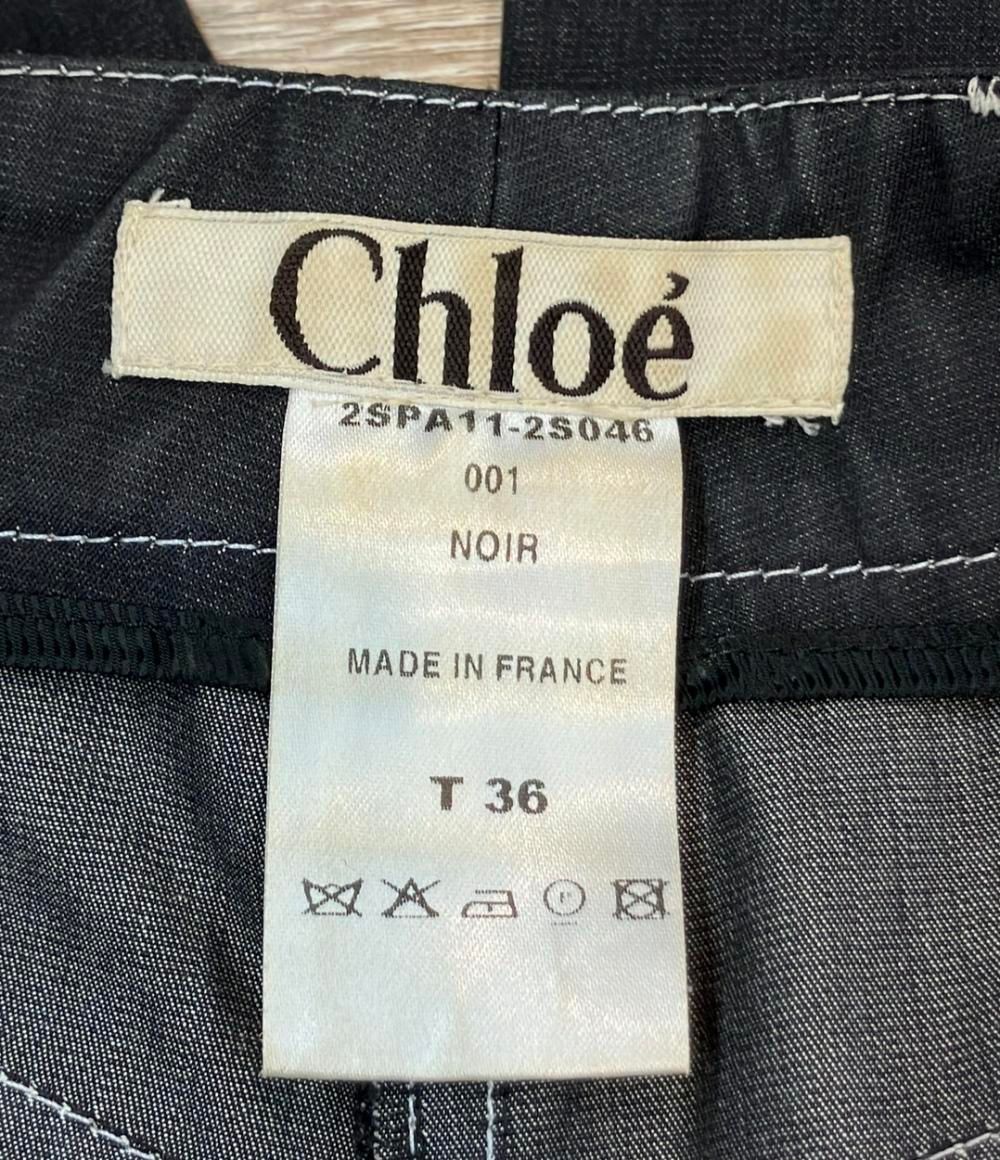 Chloé
2SPA11-2S046
001
NOIR
MADE IN FRANCE
T 36